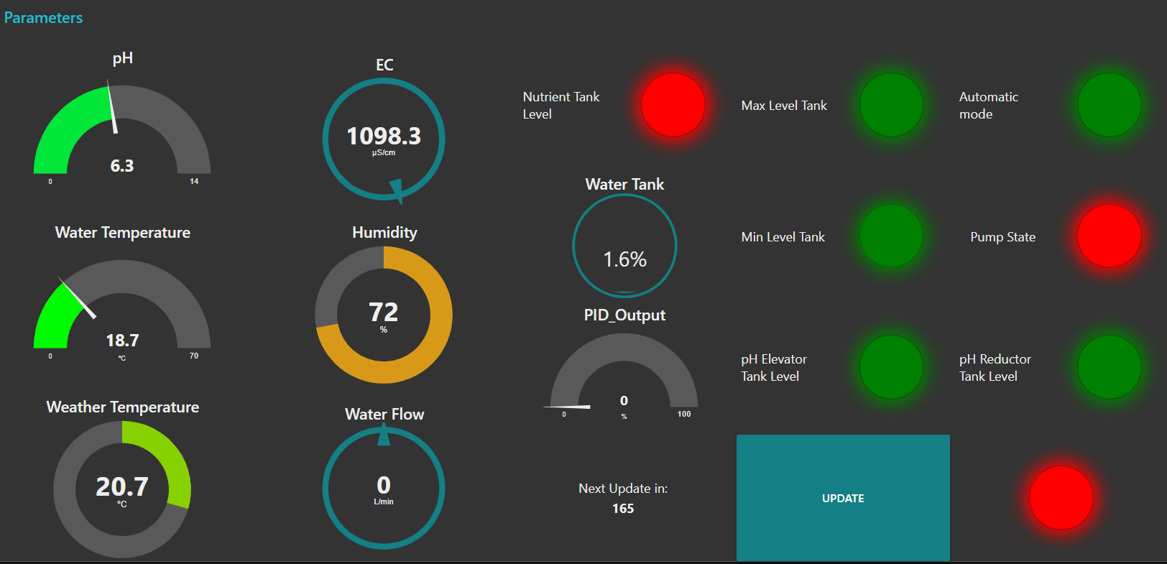 Parameters
pH
6.3
0
14
EC
1098.3
µS/cm
Nutrient Tank
Level
Max Level Tank
Automatic
mode
Water Temperature
18.7
°C
0
70
Humidity
72
%
Water Tank
1.6%
Min Level Tank
Pump State
PID_Output
0
%
0
100
pH Elevator
Tank Level
pH Reductor
Tank Level
Weather Temperature
20.7
°C
Water Flow
0
L/min
Next Update in:
165
UPDATE